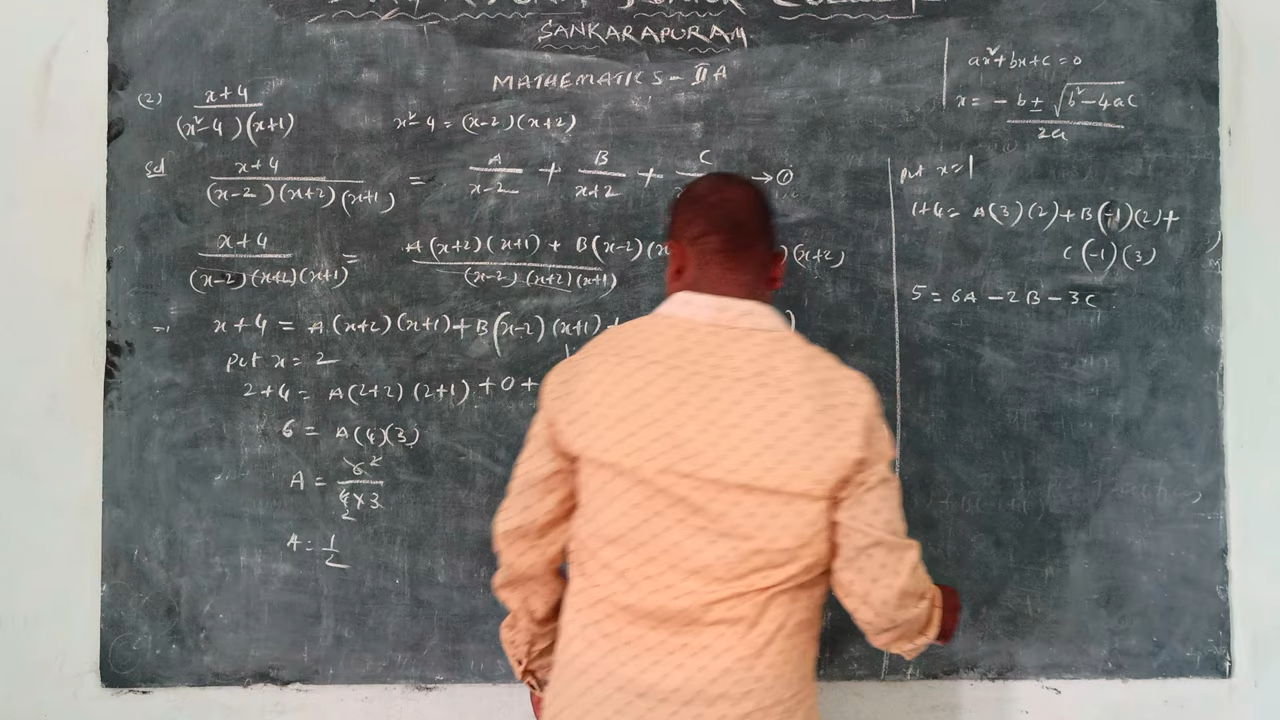 SANKARAPURAM
MATHEMATICS - IIA
(2) x+4 / (x²-4)(x+1)
x²-4 = (x-2)(x+2)
Sol x+4 / (x-2)(x+2)(x+1) = A / x-2 + B / x+2 + C / → ①
x+4 / (x-2)(x+2)(x+1) = A(x+2)(x+1) + B(x-2)(x )(x+2) / (x-2)(x+2)(x+1)
⇒ x+4 = A(x+2)(x+1) + B(x-2)(x+1) + )
put x = 2
2+4 = A(2+2)(2+1) + 0 +
6 = A(4)(3)
A = 6 2 / 4 2 × 3
A = 1/2
ax²+bx+c = 0
x = -b ± √b²-4ac / 2a
put x=1
1+4 = A(3)(2) + B(-1)(2) +
C(-1)(3)
5 = 6A - 2B - 3C